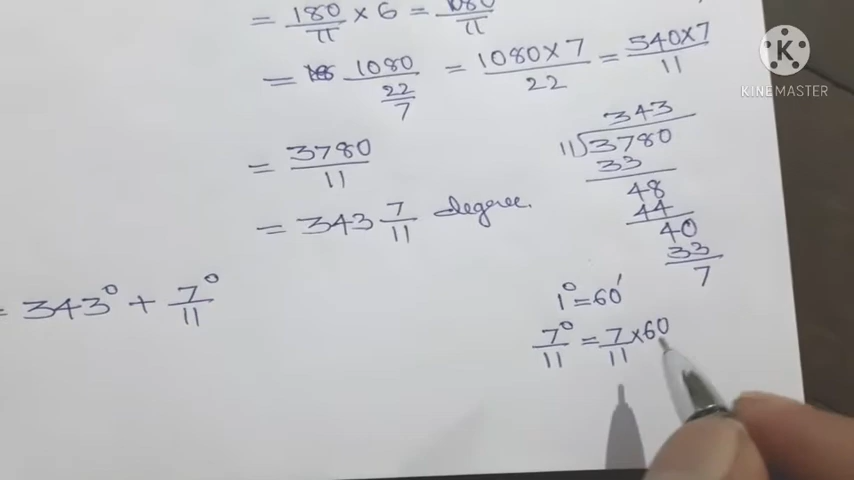 = 180/π × 6 = 1080/π
= 1080/(22/7) = 1080×7/22 = 540×7/11
= 3780/11
= 343 7/11 degree.
= 343° + 7°/11
343
11)3780
33
48
44
40
33
7
1° = 60'
7°/11 = 7/11 ×60
K
KINEMASTER